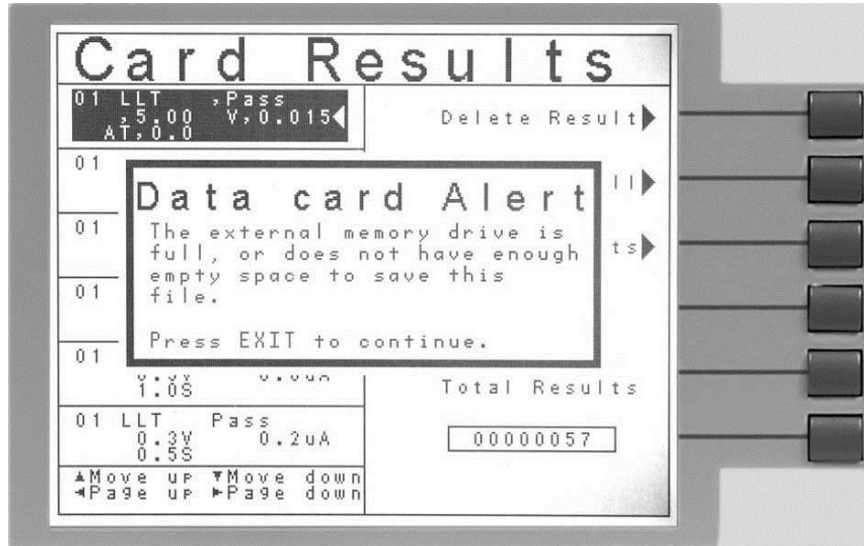 Card Results
01 LLT ,Pass
,5.00 V,0.015
AT,0.0
Delete Result
01
01
01
01
1.0S
01 LLT Pass
0.3V 0.2uA
0.5S
▲Move up ▼Move down
◄Page up ►Page down
ll
ts
Data card Alert
The external memory drive is
full, or does not have enough
empty space to save this
file.
Press EXIT to continue.
Total Results
00000057